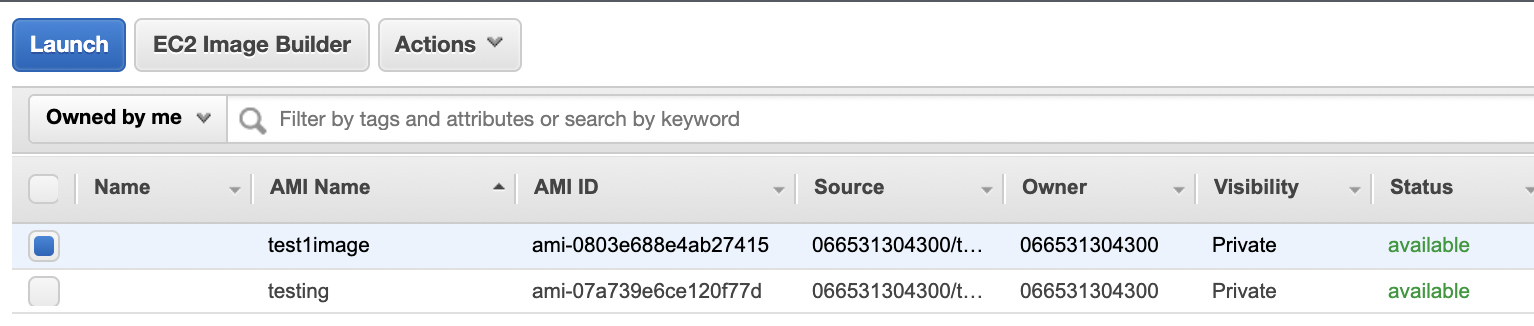 Launch EC2 Image Builder Actions
Owned by me Filter by tags and attributes or search by keyword
Name AMI Name AMI ID Source Owner Visibility Status
test1image ami-0803e688e4ab27415 066531304300/t… 066531304300 Private available
testing ami-07a739e6ce120f77d 066531304300/t… 066531304300 Private available